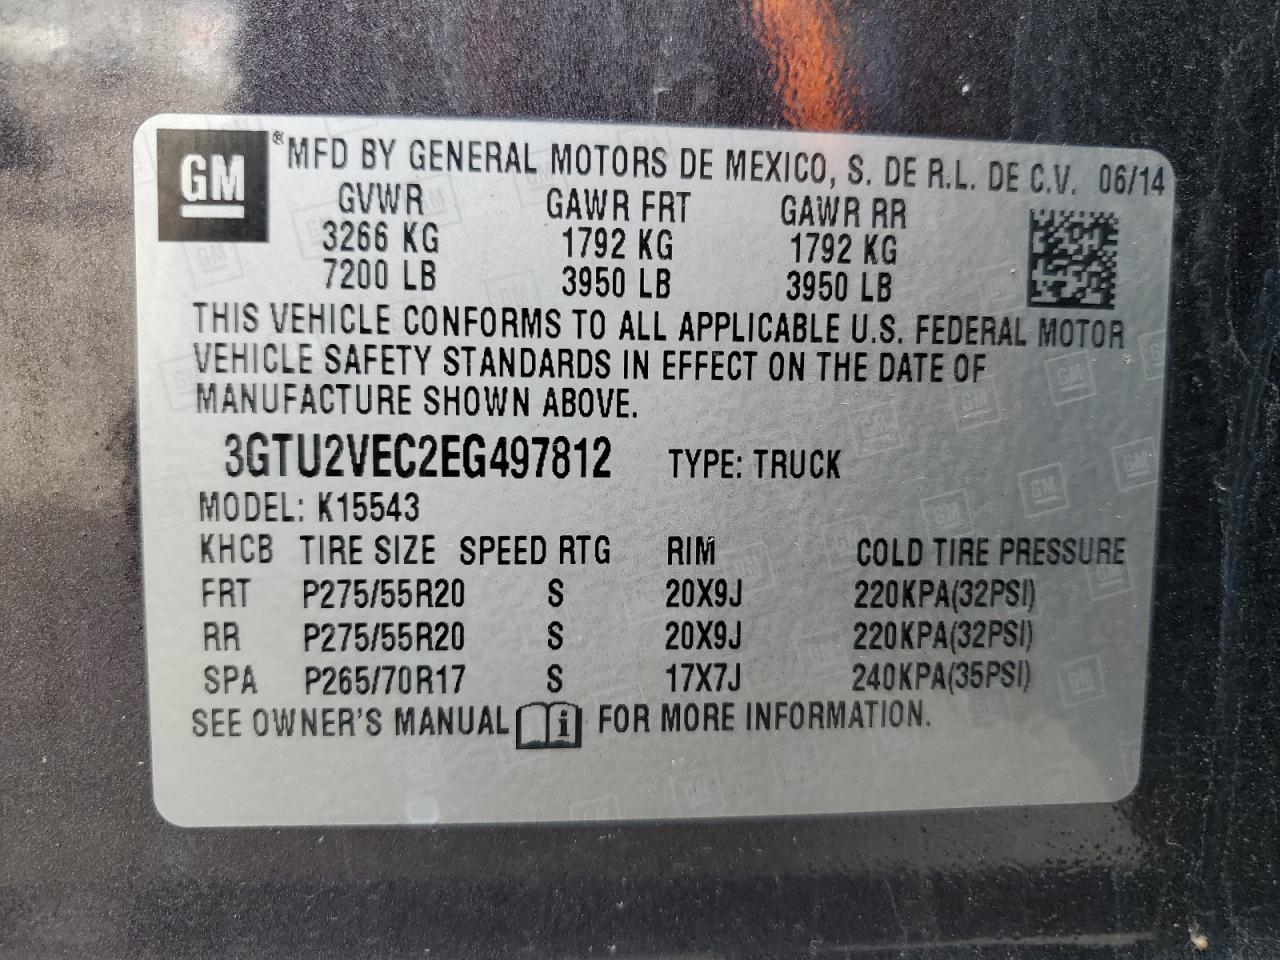 GM ® MFD BY GENERAL MOTORS DE MEXICO, S. DE R.L. DE C.V. 06/14
GVWR GAWR FRT GAWR RR
3266 KG 1792 KG 1792 KG
7200 LB 3950 LB 3950 LB
THIS VEHICLE CONFORMS TO ALL APPLICABLE U.S. FEDERAL MOTOR
VEHICLE SAFETY STANDARDS IN EFFECT ON THE DATE OF
MANUFACTURE SHOWN ABOVE.
3GTU2VEC2EG497812 TYPE: TRUCK
MODEL: K15543
KHCB TIRE SIZE SPEED RTG RIM COLD TIRE PRESSURE
FRT P275/55R20 S 20X9J 220KPA(32PSI)
RR P275/55R20 S 20X9J 220KPA(32PSI)
SPA P265/70R17 S 17X7J 240KPA(35PSI)
SEE OWNER'S MANUAL i FOR MORE INFORMATION.